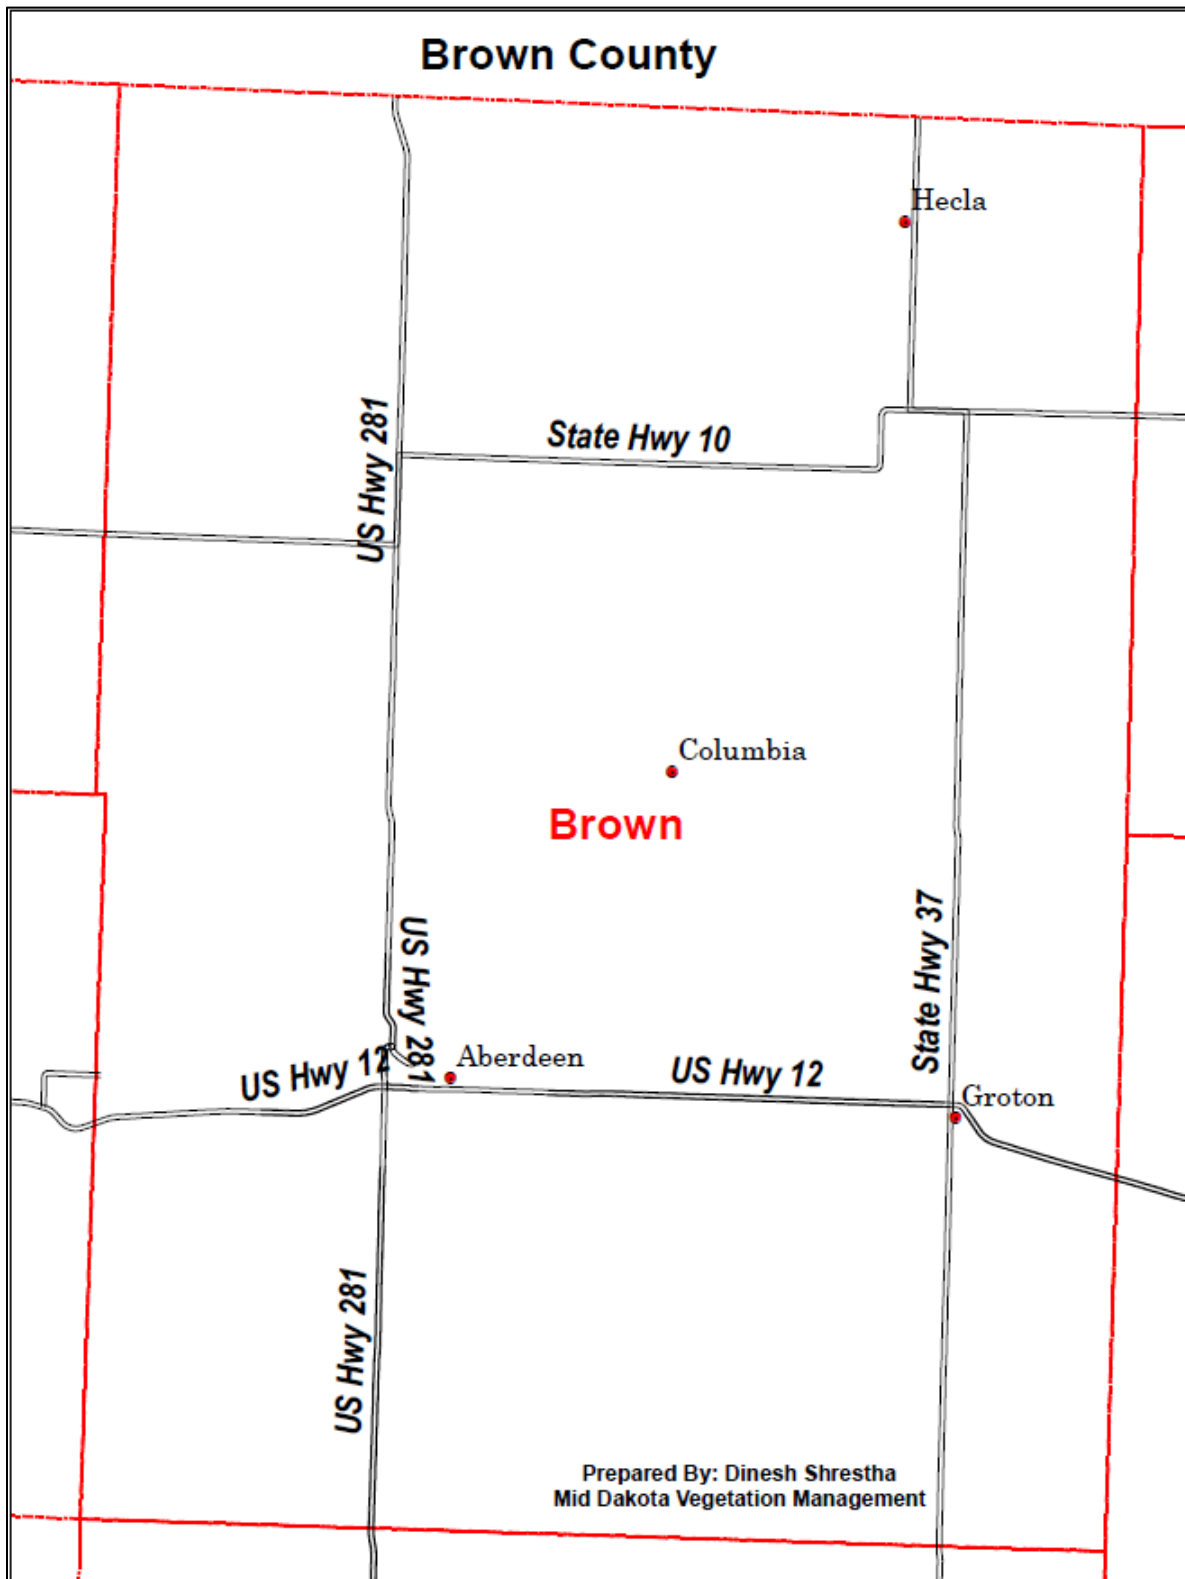 Brown County
Hecla
US Hwy 281
State Hwy 10
Columbia
Brown
US Hwy 281
State Hwy 37
US Hwy 12
Aberdeen
US Hwy 12
Groton
US Hwy 281
Prepared By: Dinesh Shrestha
Mid Dakota Vegetation Management